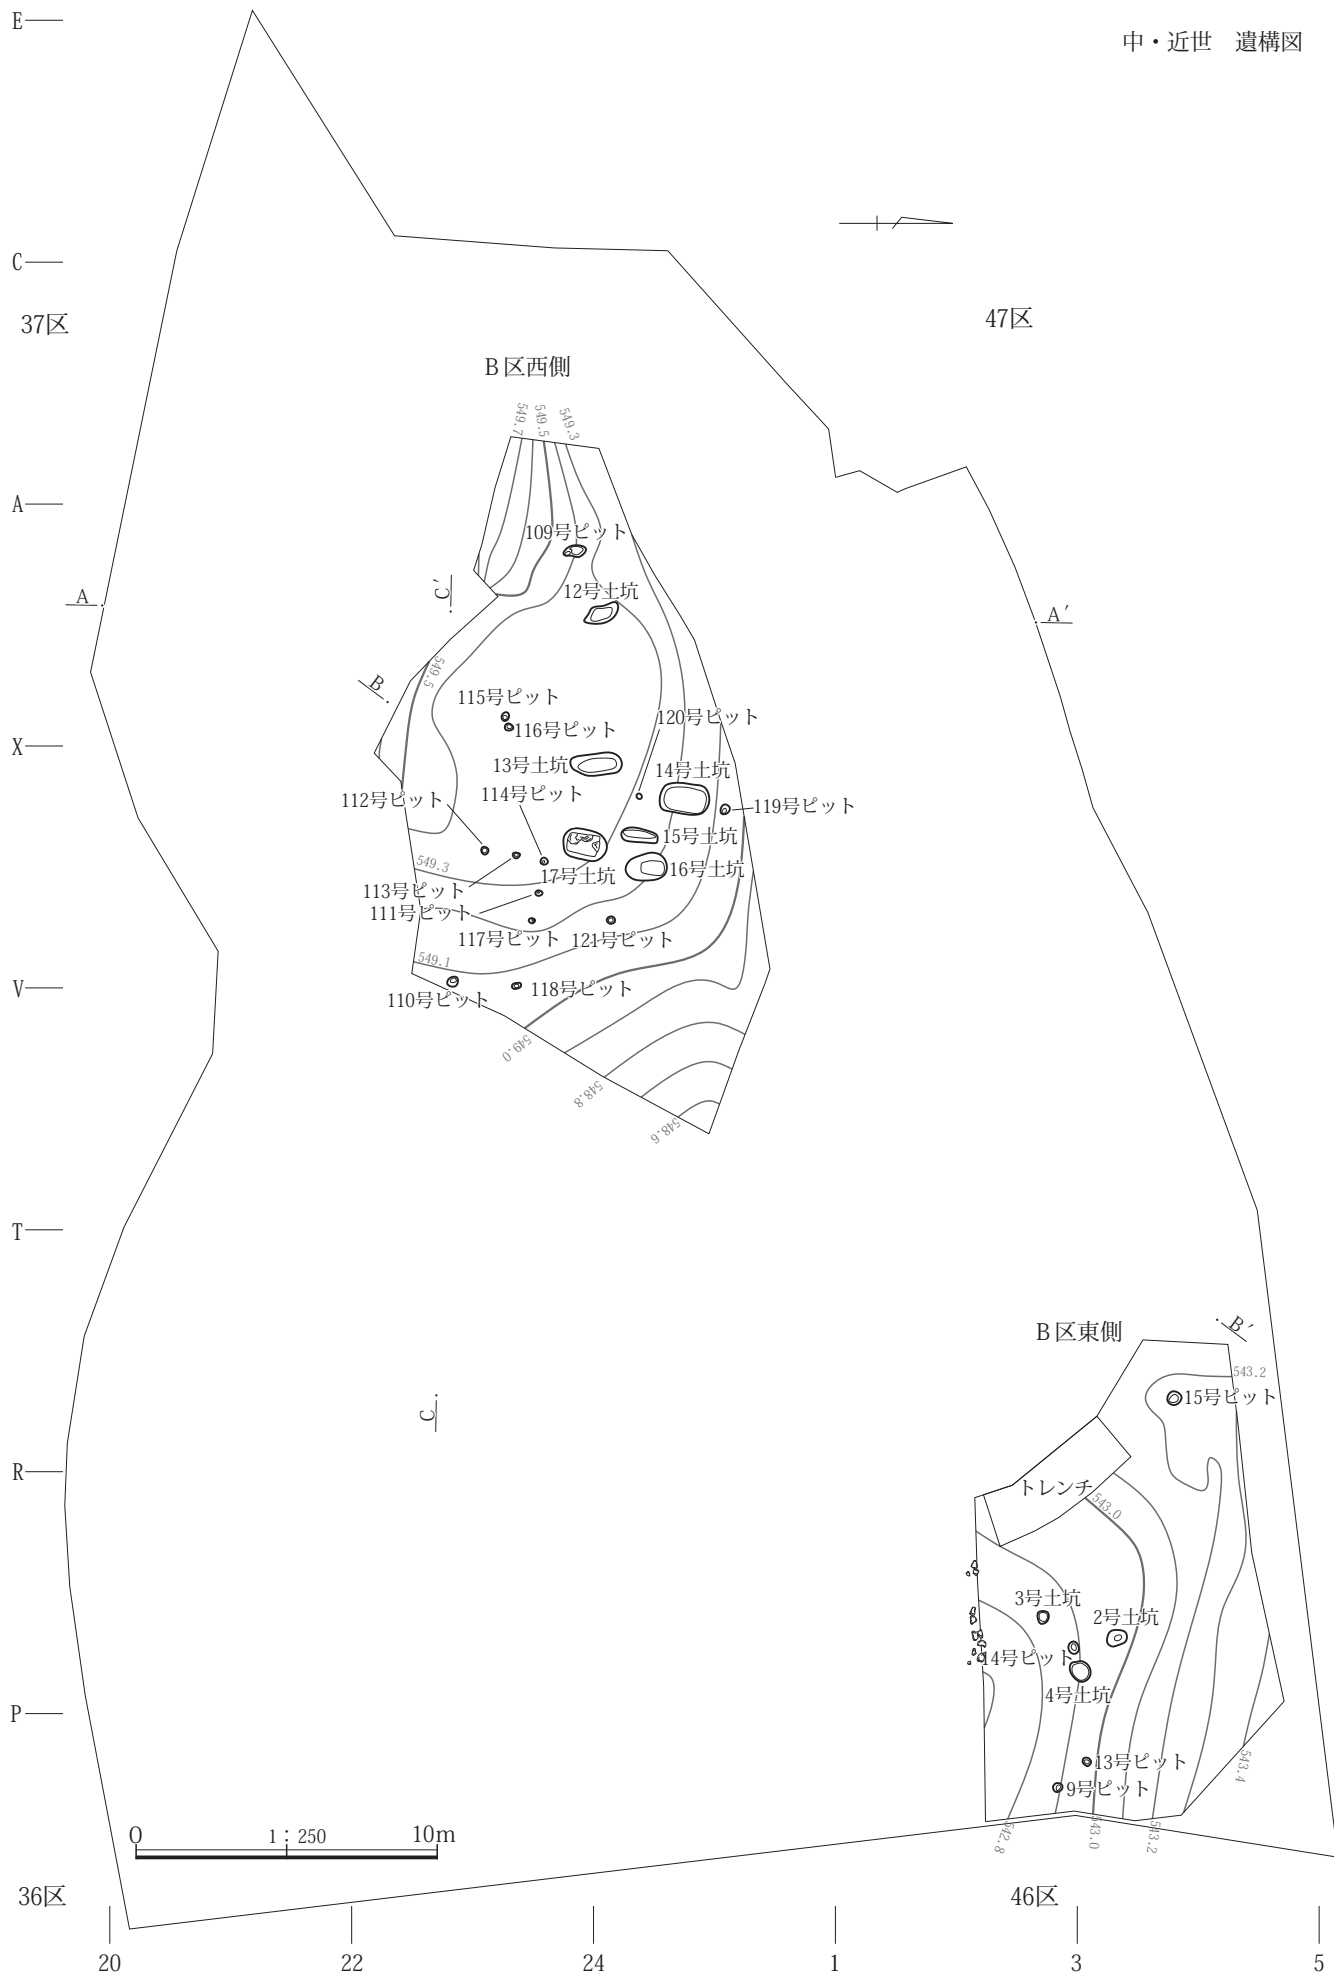 中・近世　遺構図
E
C
37区
47区
B区西側
549.7
549.5
549.3
A
109号ピット
C′
12号土坑
A
A′
549.5
B
115号ピット
120号ピット
116号ピット
X
13号土坑
14号土坑
114号ピット
112号ピット
119号ピット
15号土坑
549.3
17号土坑
16号土坑
113号ピット
111号ピット
117号ピット
121号ピット
549.1
V
118号ピット
110号ピット
549.0
548.8
548.6
T
B区東側
B′
543.2
15号ピット
C
R
トレンチ
543.0
3号土坑
2号土坑
14号ピット
4号土坑
P
13号ピット
543.4
9号ピット
542.8
543.0
543.2
0
1：250
10m
36区
46区
20
22
24
1
3
5